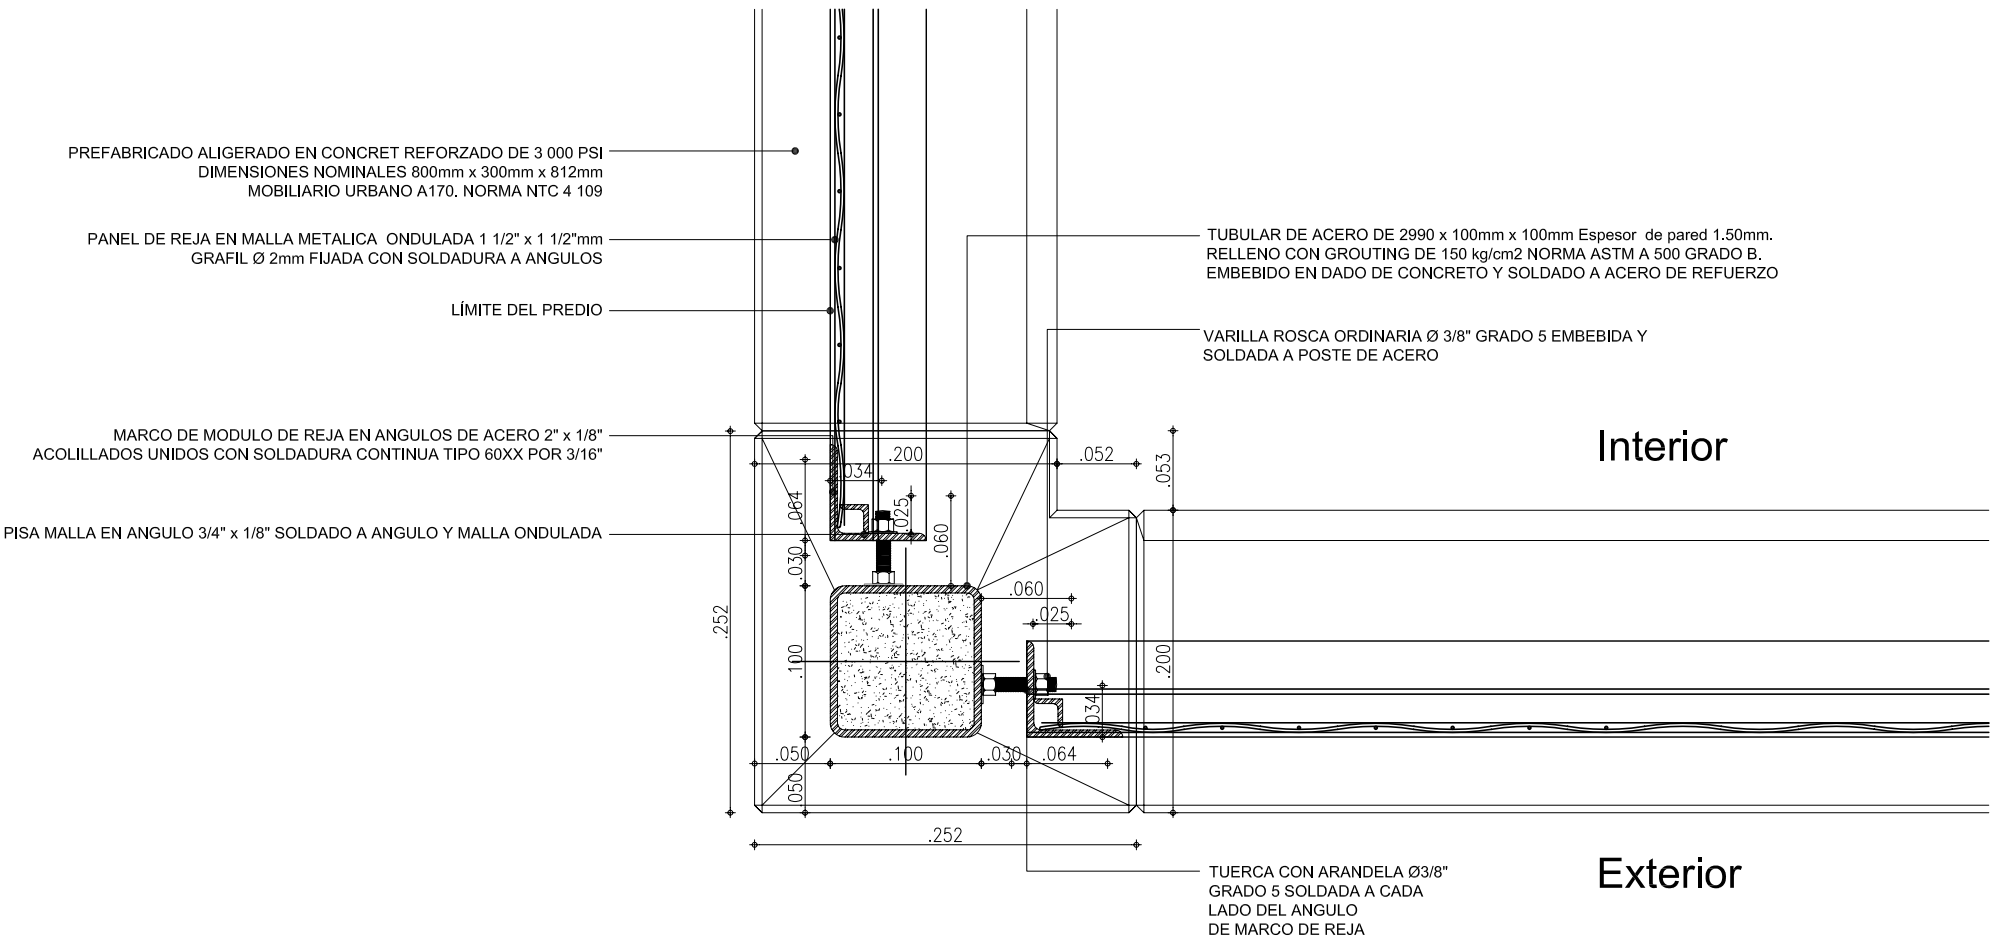 PREFABRICADO ALIGERADO EN CONCRET REFORZADO DE 3 000 PSI
DIMENSIONES NOMINALES 800mm x 300mm x 812mm
MOBILIARIO URBANO A170. NORMA NTC 4 109
PANEL DE REJA EN MALLA METALICA ONDULADA 1 1/2" x 1 1/2"mm
GRAFIL Ø 2mm FIJADA CON SOLDADURA A ANGULOS
LÍMITE DEL PREDIO
MARCO DE MODULO DE REJA EN ANGULOS DE ACERO 2" x 1/8"
ACOLILLADOS UNIDOS CON SOLDADURA CONTINUA TIPO 60XX POR 3/16"
PISA MALLA EN ANGULO 3/4" x 1/8" SOLDADO A ANGULO Y MALLA ONDULADA
TUBULAR DE ACERO DE 2990 x 100mm x 100mm Espesor de pared 1.50mm.
RELLENO CON GROUTING DE 150 kg/cm2 NORMA ASTM A 500 GRADO B.
EMBEBIDO EN DADO DE CONCRETO Y SOLDADO A ACERO DE REFUERZO
VARILLA ROSCA ORDINARIA Ø 3/8" GRADO 5 EMBEBIDA Y
SOLDADA A POSTE DE ACERO
Interior
.200
.052
.053
.034
.064
.025
.060
.030
.060
.025
.252
.100
.200
.034
.050
.100
.030
.064
.050
.252
Exterior
TUERCA CON ARANDELA Ø3/8"
GRADO 5 SOLDADA A CADA
LADO DEL ANGULO
DE MARCO DE REJA